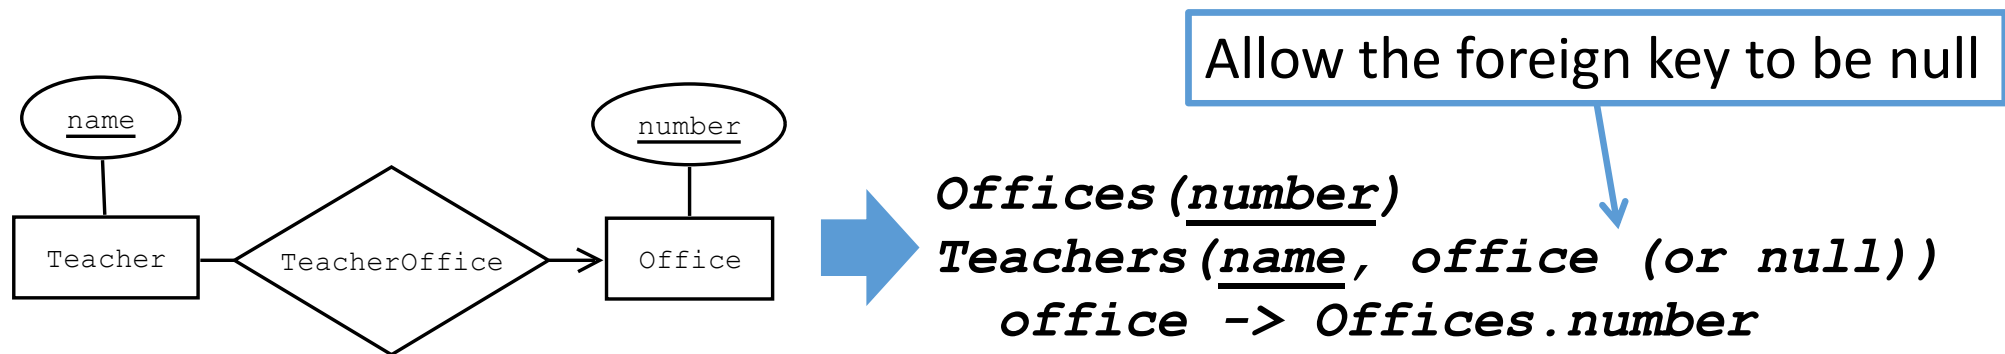 Allow the foreign key to be null
name
number
Teacher
TeacherOffice
Office
Offices(number)
Teachers(name, office (or null))
office -> Offices.number